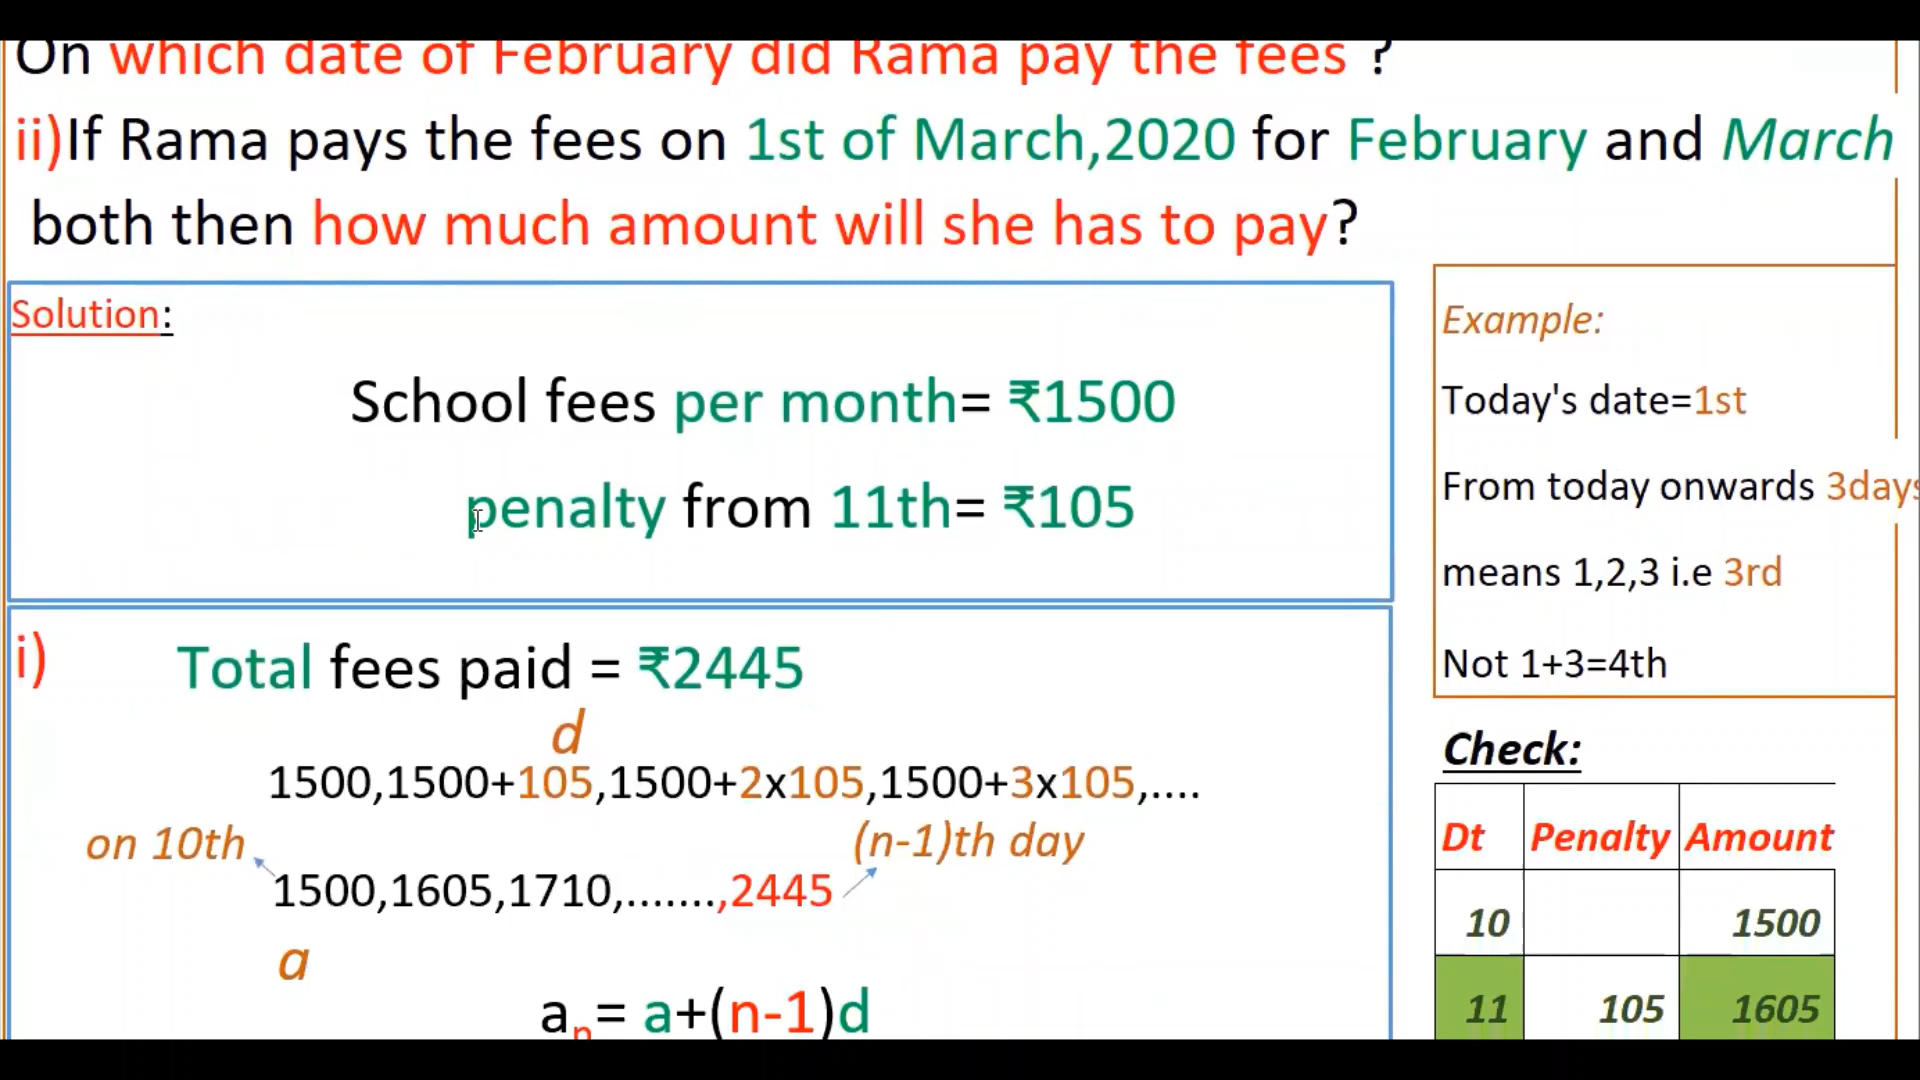 On which date of February did Rama pay the fees ?
ii)If Rama pays the fees on 1st of March,2020 for February and March
both then how much amount will she has to pay?
Solution:
School fees per month= ₹1500
penalty from 11th= ₹105
i)
Total fees paid = ₹2445
d
1500,1500+105,1500+2x105,1500+3x105,....
on 10th
(n-1)th day
1500,1605,1710,.......,2445
a
an= a+(n-1)d
Example:
Today's date=1st
From today onwards 3days
means 1,2,3 i.e 3rd
Not 1+3=4th
Check:
Dt Penalty Amount
10 1500
11 105 1605